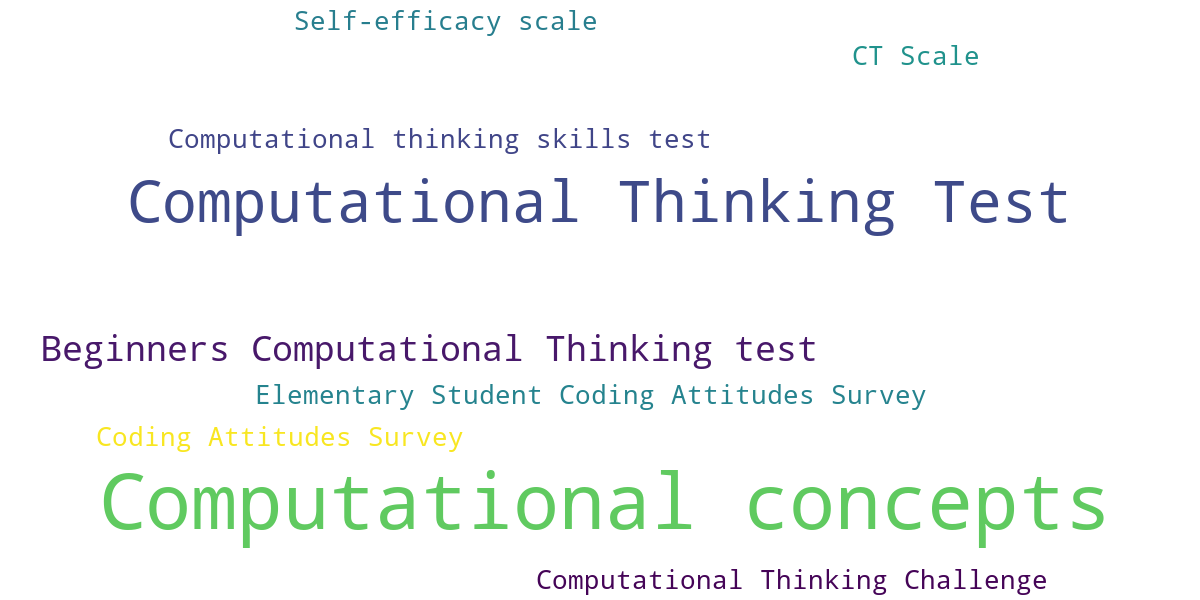 Self-efficacy scale
CT Scale
Computational thinking skills test
Computational Thinking Test
Beginners Computational Thinking test
Elementary Student Coding Attitudes Survey
Coding Attitudes Survey
Computational concepts
Computational Thinking Challenge